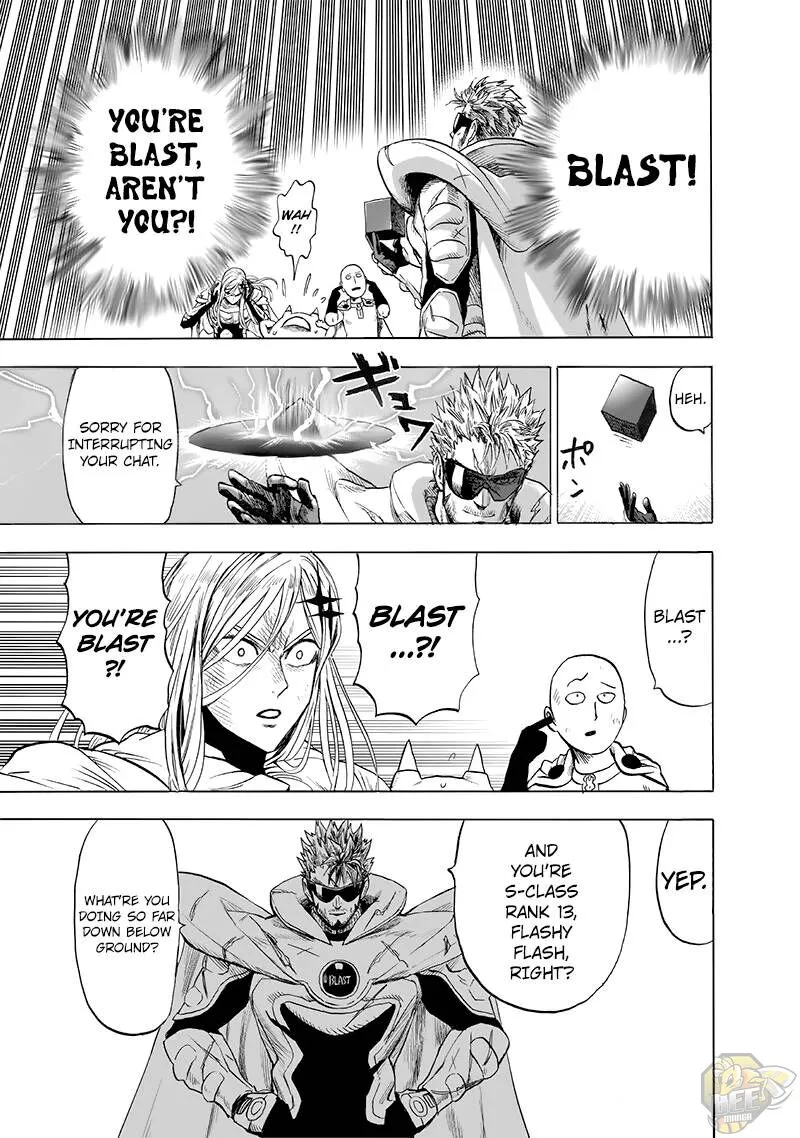 BLAST!
YOU'RE
BLAST,
AREN'T
YOU?!
WAH
!!
HEH.
ポン
ギュワ
SORRY FOR
INTERRUPTING
YOUR CHAT.
BLAST
...?
BLAST
...?!
YOU'RE
BLAST
?!
YEP.
AND
YOU'RE
S-CLASS
RANK 13,
FLASHY
FLASH,
RIGHT?
BLAST
WHAT'RE YOU
DOING SO FAR
DOWN BELOW
GROUND?
BEE
MANGA